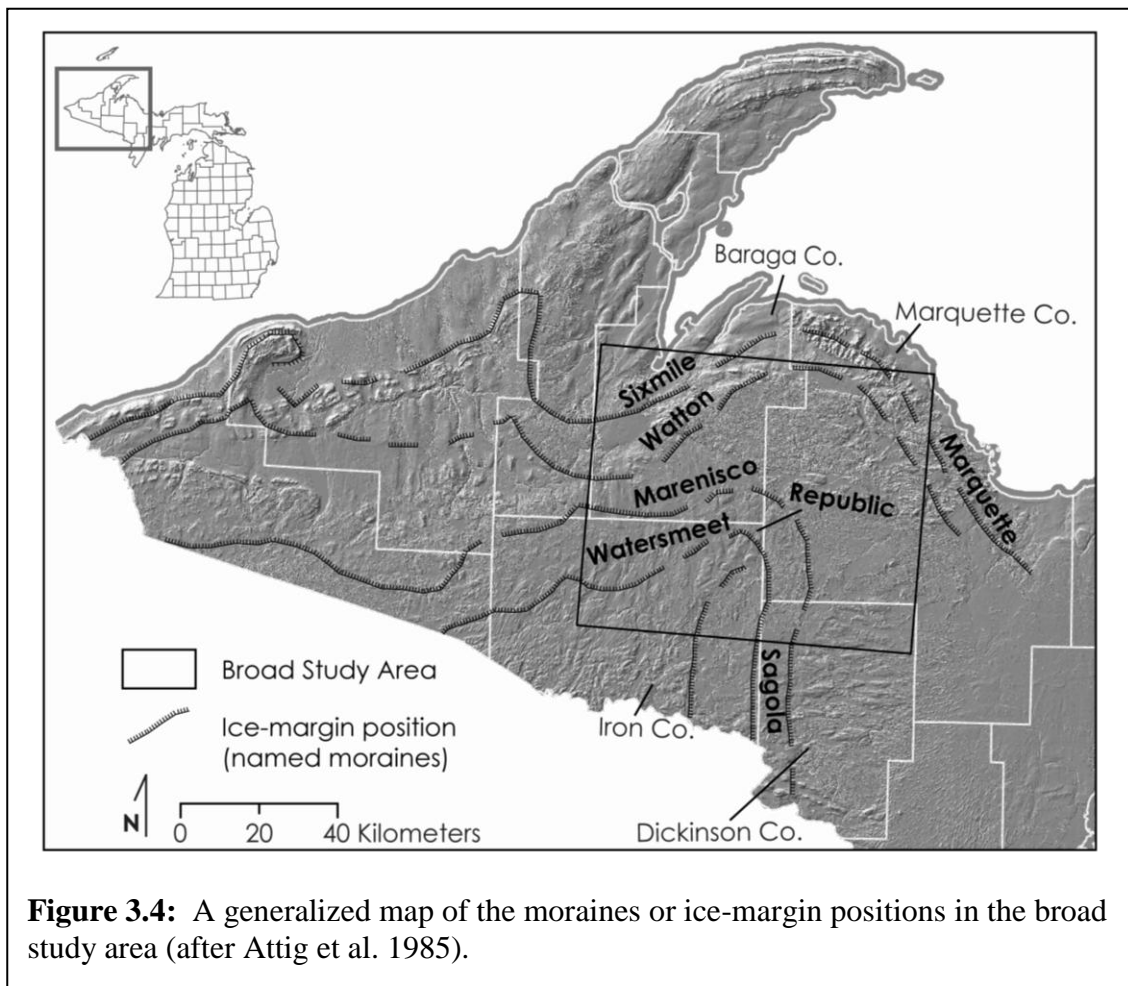 Baraga Co.
Marquette Co.
Sixmile
Watton
Marenisco
Republic
Marquette
Watersmeet
Sagola
Broad Study Area
Iron Co.
Ice-margin position
(named moraines)
N
0 20 40 Kilometers
Dickinson Co.
Figure 3.4: A generalized map of the moraines or ice-margin positions in the broad
study area (after Attig et al. 1985).